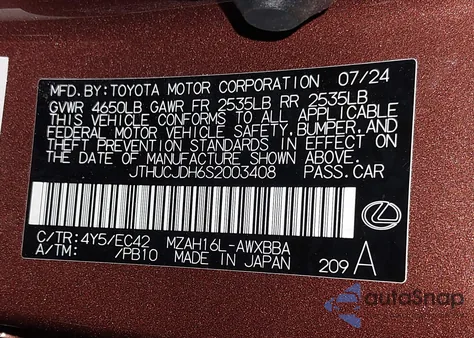 MFD. BY: TOYOTA MOTOR CORPORATION 07/24
GVWR 4650LB GAWR FR 2535LB RR 2535LB
THIS VEHICLE CONFORMS TO ALL APPLICABLE
FEDERAL MOTOR VEHICLE SAFETY, BUMPER, AND
THEFT PREVENTION STANDARDS IN EFFECT ON
THE DATE OF MANUFACTURE SHOWN ABOVE.
JTHUCJDH6S2003408 PASS.CAR
C/TR: 4Y5/EC42 MZAH16L-AWXBBA
A/TM: /PB10 MADE IN JAPAN 209 A
autoSnap